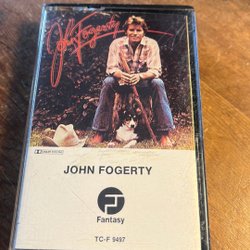 John Fogerty
JOHN FOGERTY
Fantasy
TC-F 9497